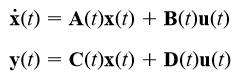 ẋ(t) = A(t)x(t) + B(t)u(t)
y(t) = C(t)x(t) + D(t)u(t)